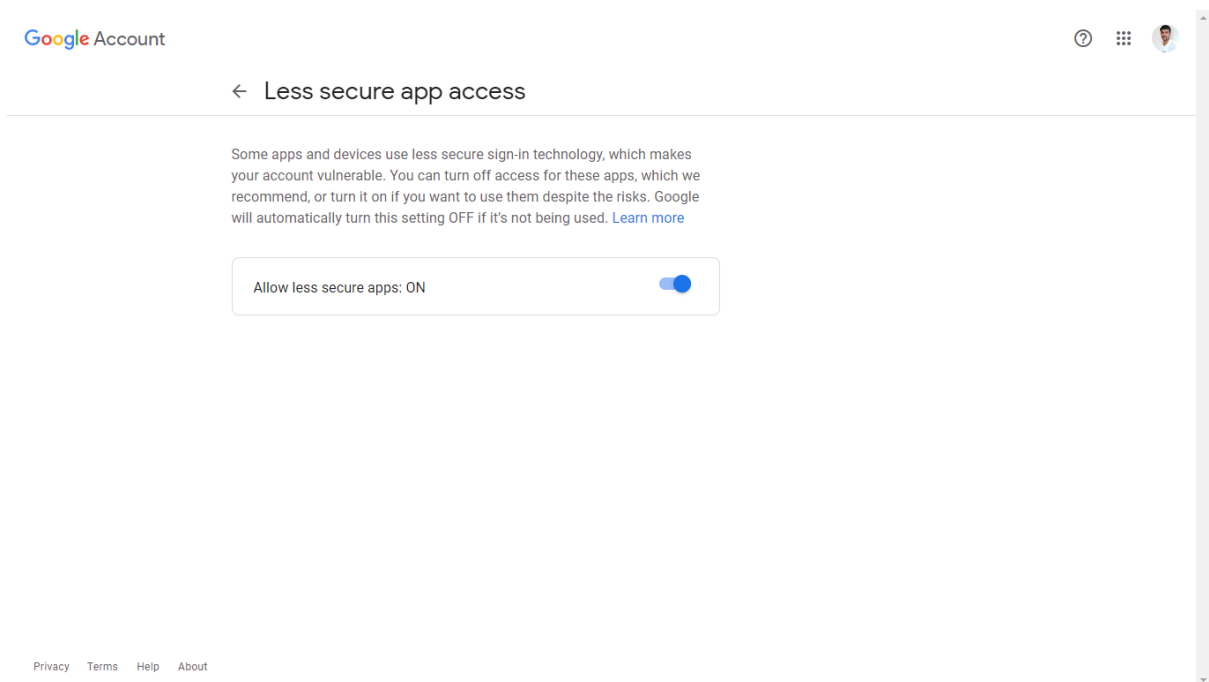 Google Account
Less secure app access
Some apps and devices use less secure sign-in technology, which makes
your account vulnerable. You can turn off access for these apps, which we
recommend, or turn it on if you want to use them despite the risks. Google
will automatically turn this setting OFF if it's not being used. Learn more
Allow less secure apps: ON
Privacy Terms Help About